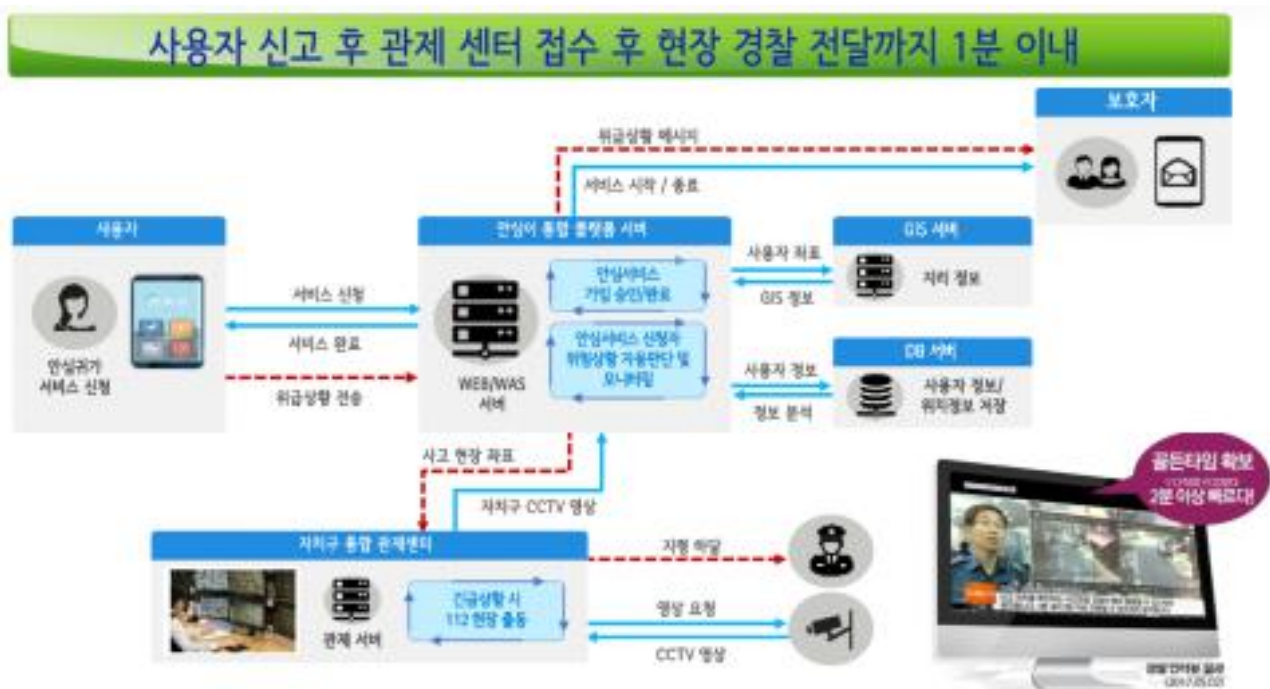 사용자 신고 후 관제 센터 접수 후 현장 경찰 전달까지 1분 이내
보호자
위급상황 메시지
서비스 시작 / 종료
사용자
안심이 통합 플랫폼 서버
GIS 서버
안심귀가
서비스 신청
서비스 신청
서비스 완료
위급상황 전송
WEB/WAS
서버
안심서비스
가입 승인/완료
안심서비스 신청자
위험상황 자동판단 및
모니터링
사용자 좌표
GIS 정보
지리 정보
DB 서버
사용자 정보
정보 분석
사용자 정보/
위치정보 저장
사고 현장 좌표
자치구 CCTV 영상
자치구 통합 관제센터
관제 서버
긴급상황 시
112 현장 출동
지령 하달
영상 요청
CCTV 영상
골든타임 확보
2분 이상 빠르다!
경찰 인터뷰
(2017.05.02)